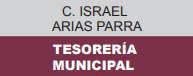 C. ISRAEL
ARIAS PARRA
TESORERÍA
MUNICIPAL